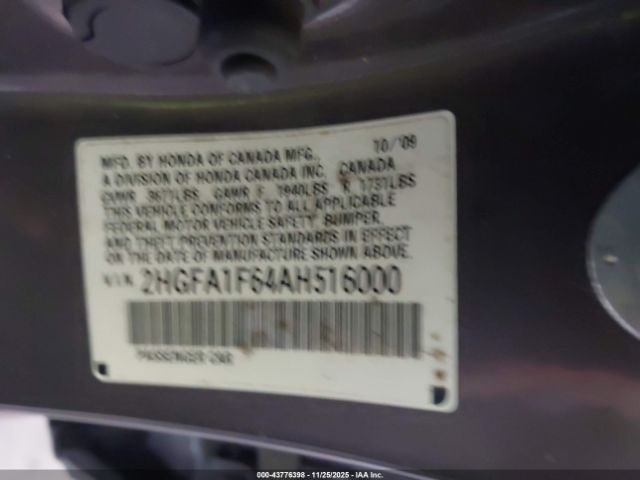 10/'09
MFD. BY HONDA OF CANADA MFG.,
A DIVISION OF HONDA CANADA INC. CANADA
GVWR 3671LBS GAWR F 1940LBS R 1731LBS
THIS VEHICLE CONFORMS TO ALL APPLICABLE
FEDERAL MOTOR VEHICLE SAFETY BUMPER,
AND THEFT PREVENTION STANDARDS IN EFFECT
ON THE DATE OF MANUFACTURE SHOWN ABOVE.
V.I.N. 2HGFA1F64AH516000
PASSENGER CAR
000-43776398 - 11/25/2025 - IAA Inc.